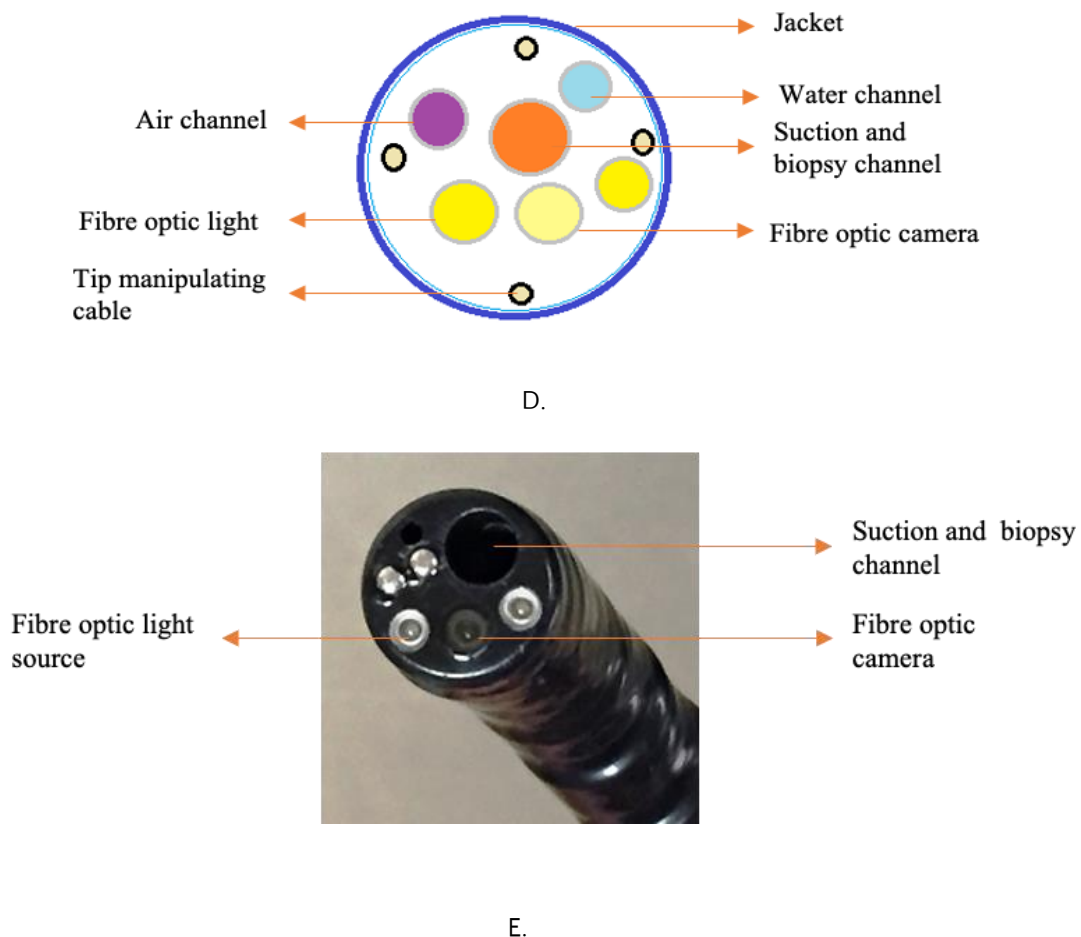 Jacket
Water channel
Air channel
Suction and
biopsy channel
Fibre optic light
Fibre optic camera
Tip manipulating
cable
D.
Suction and biopsy
channel
Fibre optic light
source
Fibre optic
camera
E.